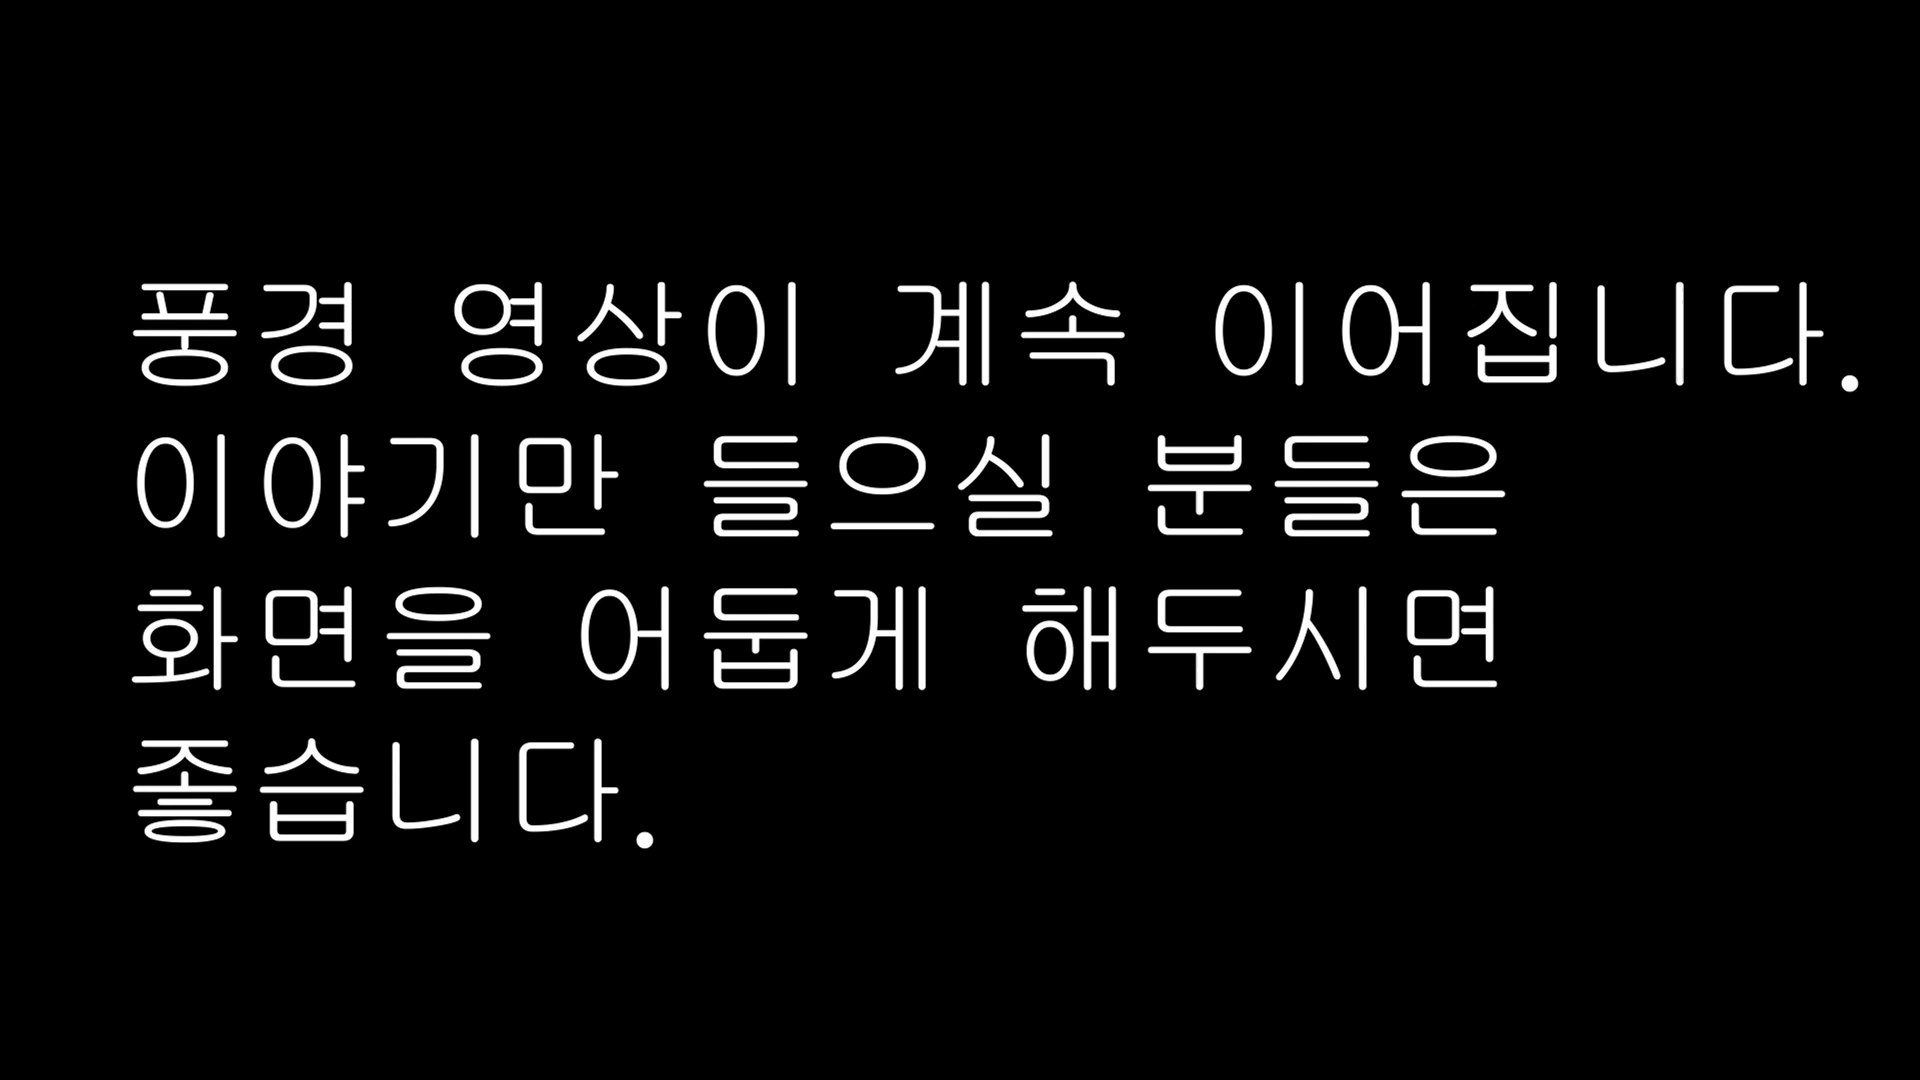 풍경 영상이 계속 이어집니다.
이야기만 들으실 분들은
화면을 어둡게 해두시면
좋습니다.